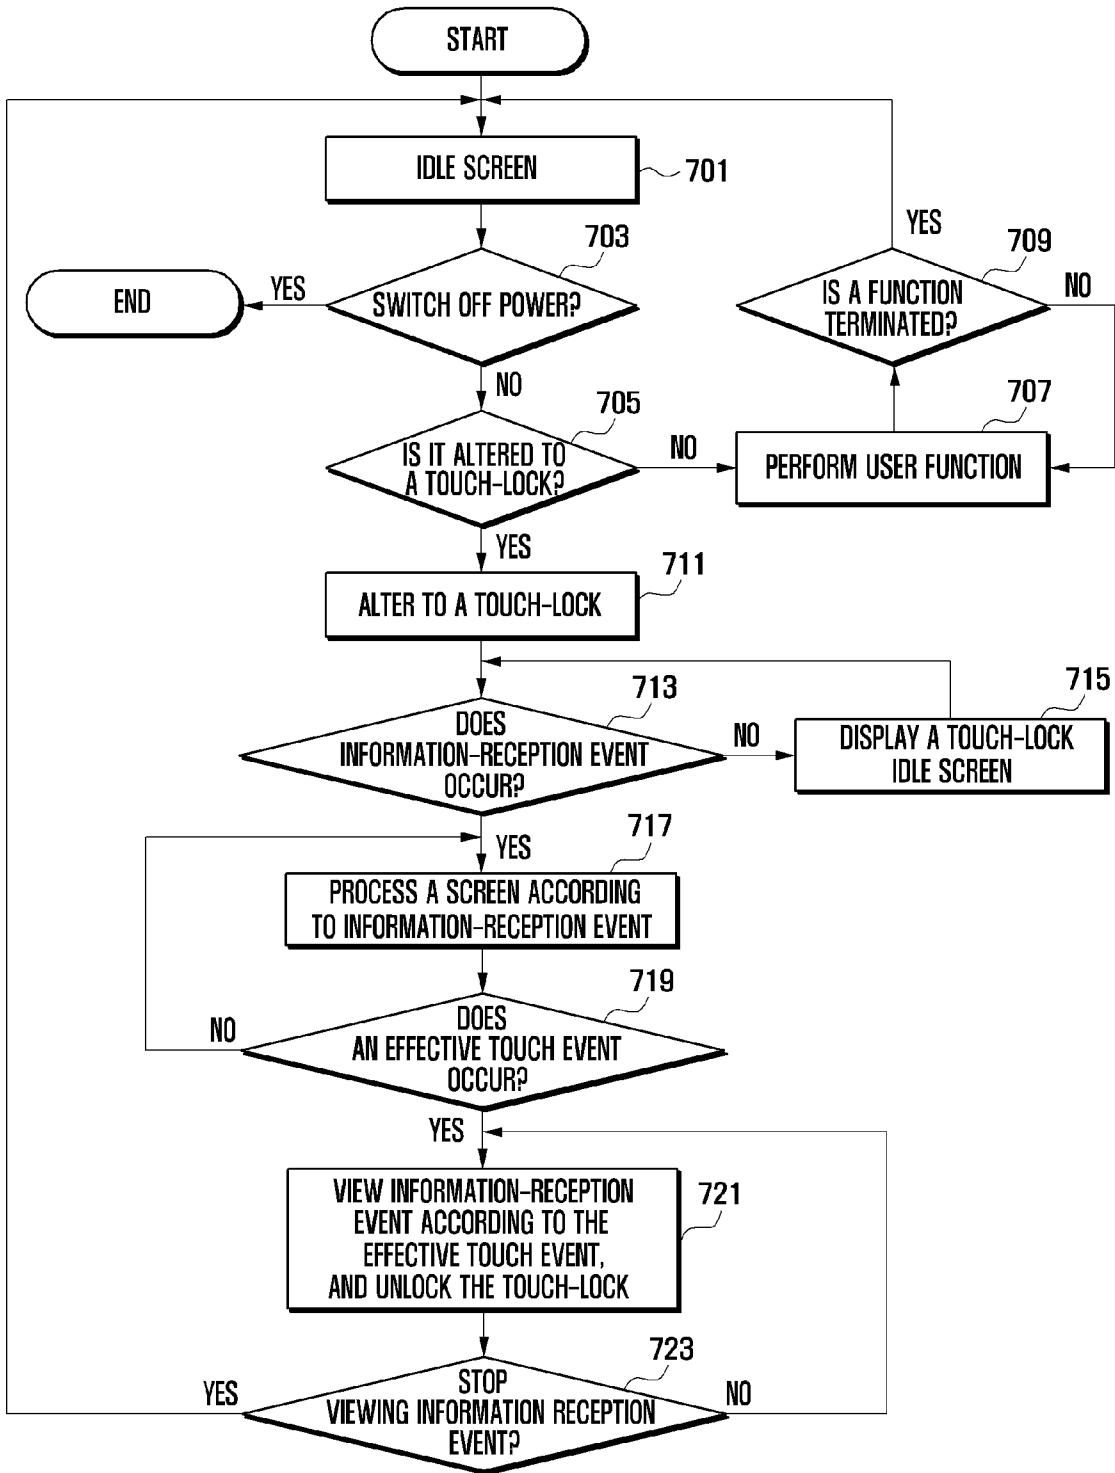 START
IDLE SCREEN
701
703
SWITCH OFF POWER?
YES
END
NO
YES
709
IS A FUNCTION
TERMINATED?
NO
705
IS IT ALTERED TO
A TOUCH-LOCK?
NO
707
PERFORM USER FUNCTION
YES
711
ALTER TO A TOUCH-LOCK
713
DOES
INFORMATION-RECEPTION EVENT
OCCUR?
NO
715
DISPLAY A TOUCH-LOCK
IDLE SCREEN
YES
717
PROCESS A SCREEN ACCORDING
TO INFORMATION-RECEPTION EVENT
719
DOES
AN EFFECTIVE TOUCH EVENT
OCCUR?
NO
YES
VIEW INFORMATION-RECEPTION
EVENT ACCORDING TO THE
EFFECTIVE TOUCH EVENT,
AND UNLOCK THE TOUCH-LOCK
721
723
STOP
VIEWING INFORMATION RECEPTION
EVENT?
YES
NO